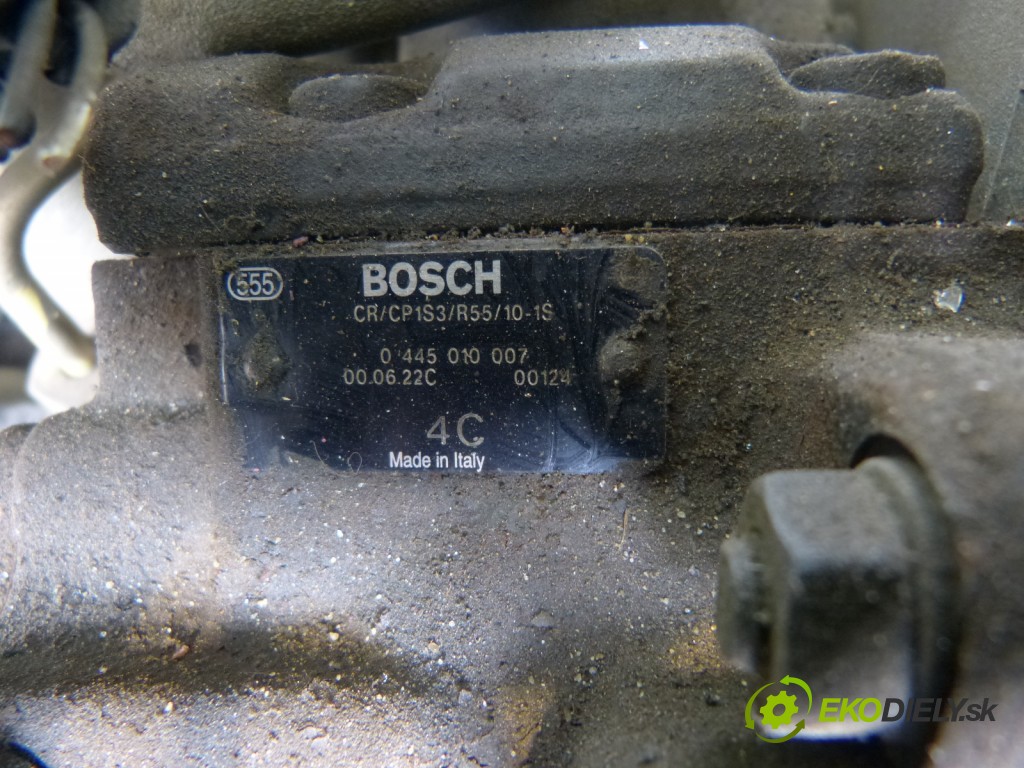 555
BOSCH
CR/CP1S3/R55/10-1S
0 445 010 007
00.06.22C 00124
4C
Made in Italy
EKODIELY.sk